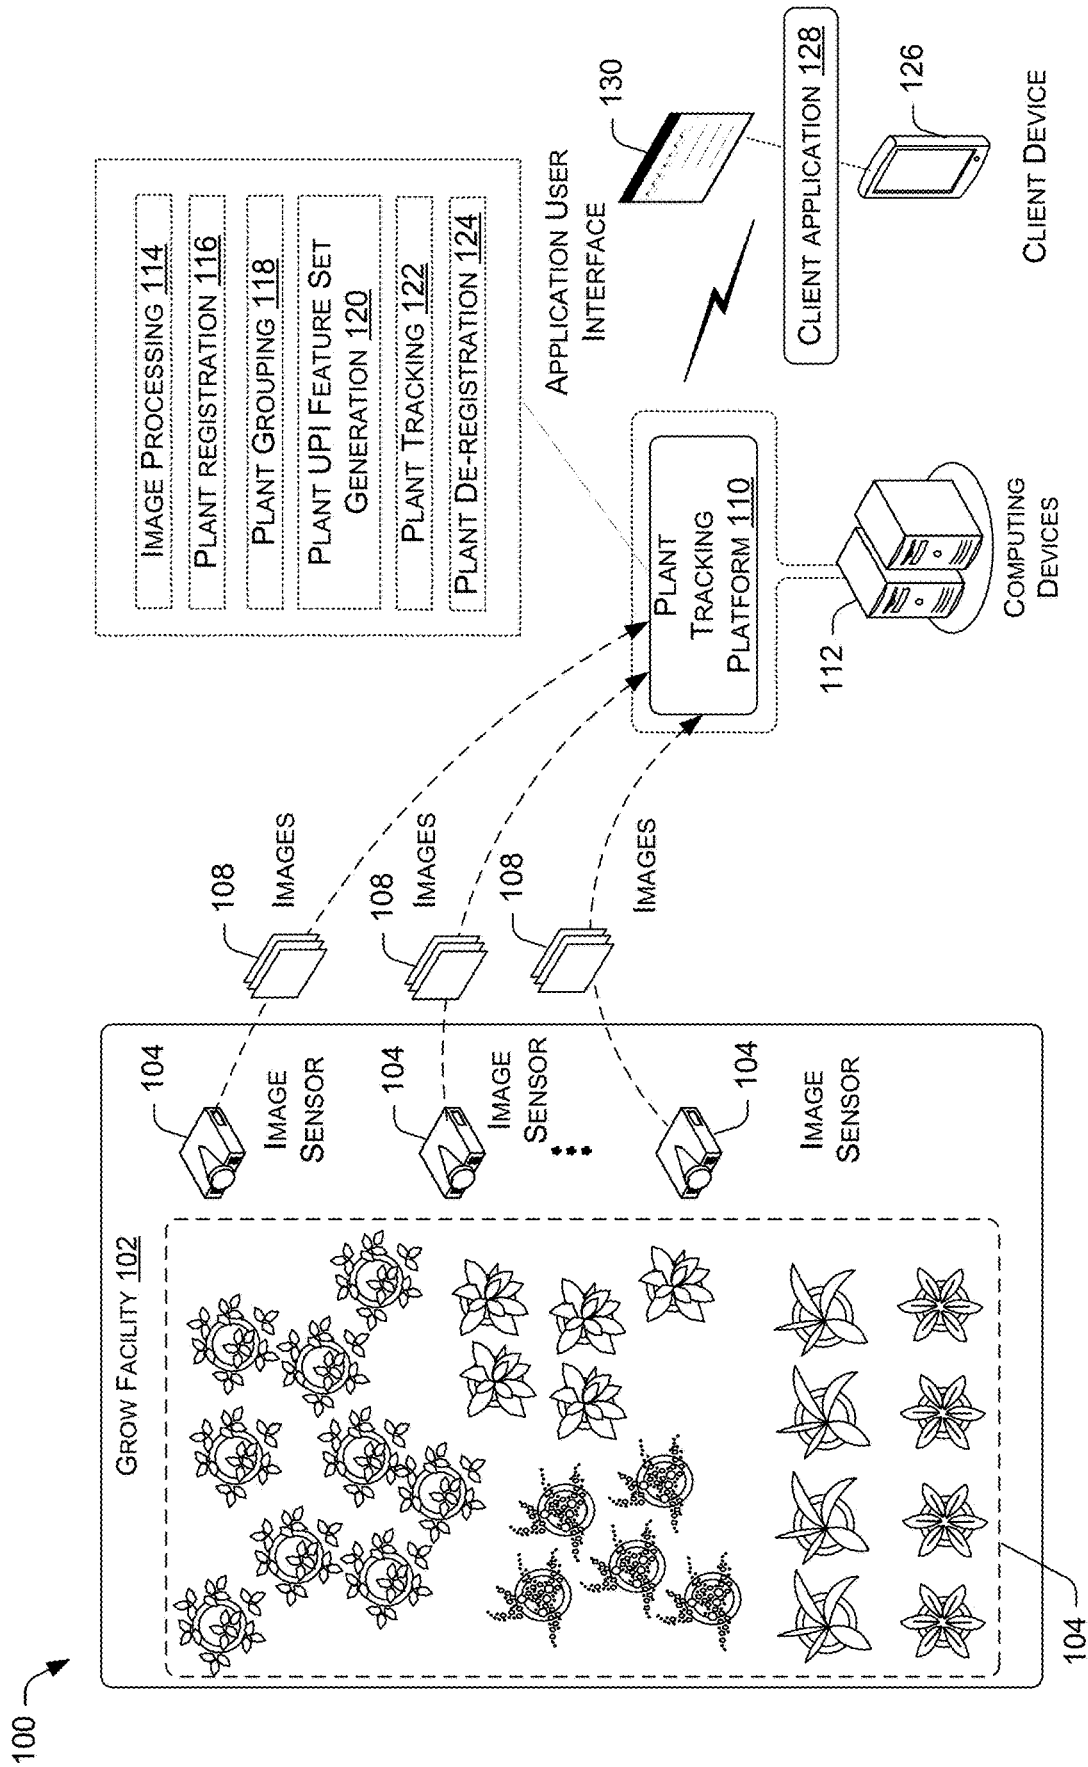 100
GROW FACILITY 102
104
IMAGE
SENSOR
104
IMAGE
SENSOR
104
IMAGE
SENSOR
104
108
IMAGES
108
IMAGES
108
IMAGES
IMAGE PROCESSING 114
PLANT REGISTRATION 116
PLANT GROUPING 118
PLANT UPI FEATURE SET
GENERATION 120
PLANT TRACKING 122
PLANT DE-REGISTRATION 124
PLANT
TRACKING
PLATFORM 110
112
COMPUTING
DEVICES
APPLICATION USER
INTERFACE
130
CLIENT APPLICATION 128
126
CLIENT DEVICE